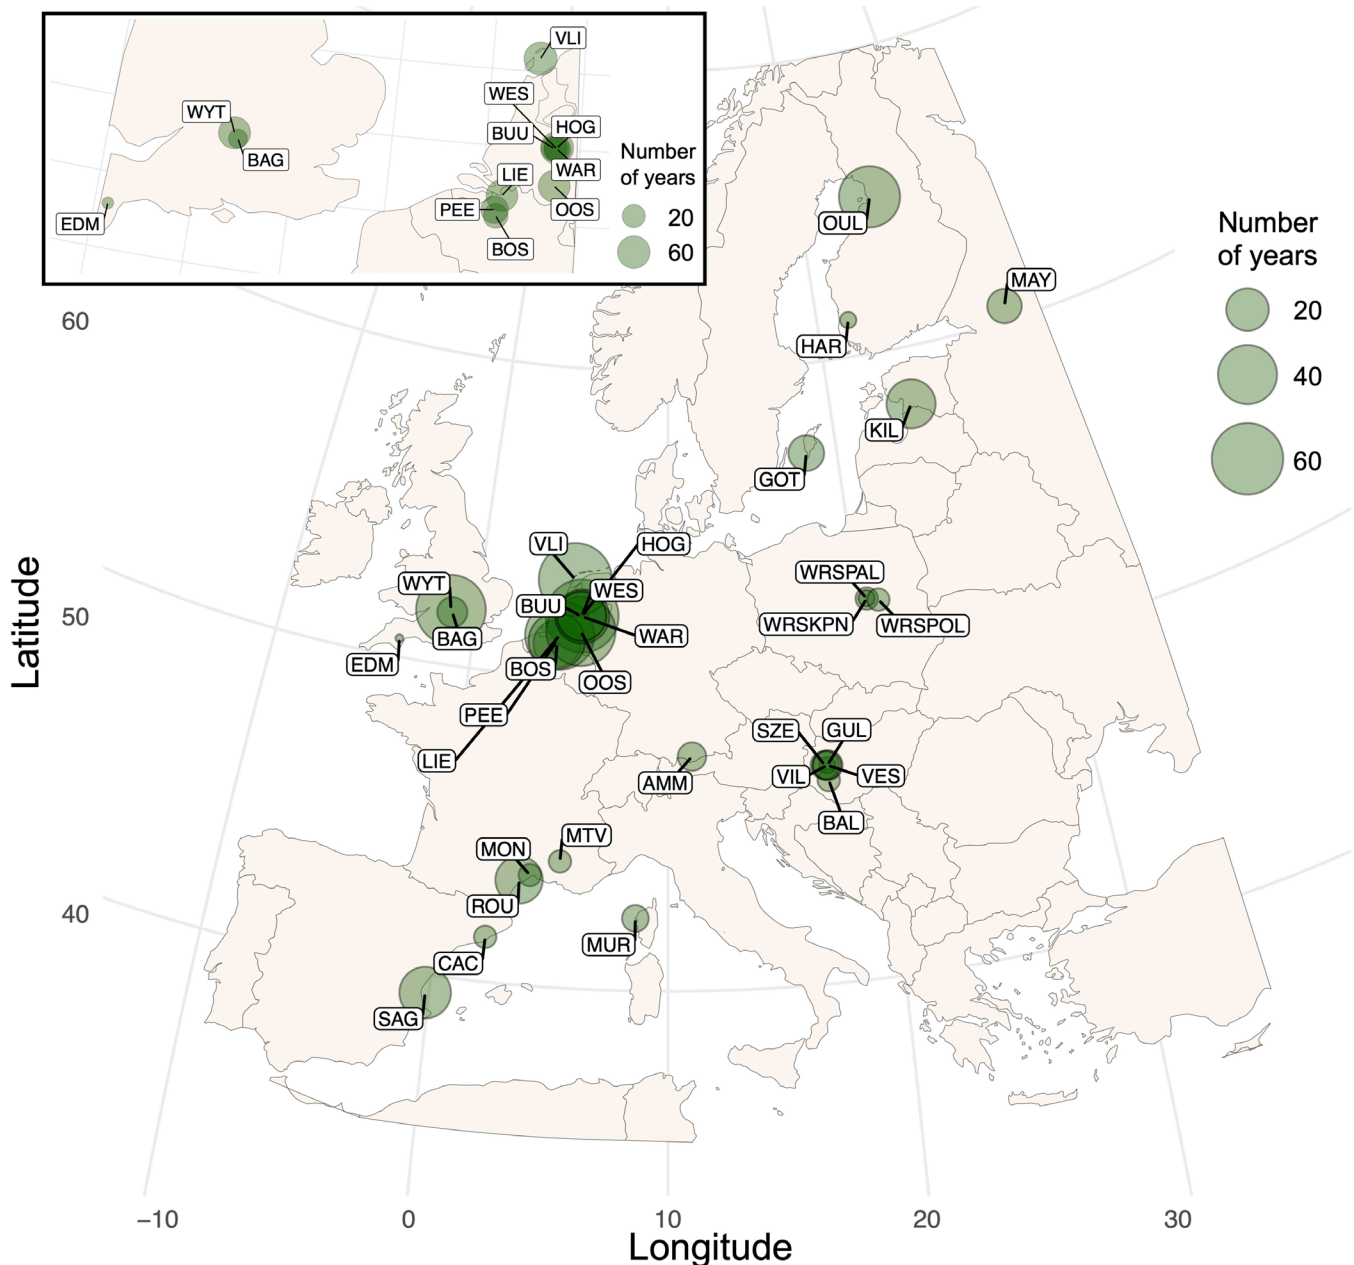 VLI
WES
WYT
HOG
BUU
Number
of years
BAG
WAR
LIE
20
PEE
OOS
EDM
60
BOS
OUL
Number
of years
MAY
20
60
HAR
40
KIL
60
GOT
VLI
HOG
WRSPAL
WYT
WES
BUU
50
WRSKPN
WRSPOL
BAG
WAR
EDM
BOS
OOS
PEE
SZE
GUL
LIE
AMM
VIL
VES
BAL
MTV
MON
ROU
40
MUR
CAC
SAG
Latitude
−10
0
10
20
30
Longitude